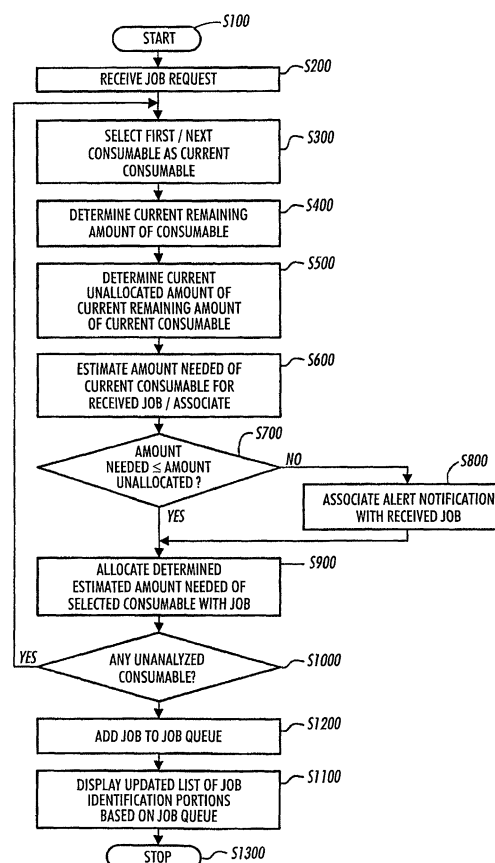 S100
START
S200
RECEIVE JOB REQUEST
S300
SELECT FIRST / NEXT
CONSUMABLE AS CURRENT
CONSUMABLE
S400
DETERMINE CURRENT REMAINING
AMOUNT OF CONSUMABLE
S500
DETERMINE CURRENT
UNALLOCATED AMOUNT OF
CURRENT REMAINING AMOUNT
OF CURRENT CONSUMABLE
S600
ESTIMATE AMOUNT NEEDED OF
CURRENT CONSUMABLE FOR
RECEIVED JOB / ASSOCIATE
S700
AMOUNT
NEEDED ≤ AMOUNT
UNALLOCATED ?
NO
S800
ASSOCIATE ALERT NOTIFICATION
WITH RECEIVED JOB
YES
S900
ALLOCATE DETERMINED
ESTIMATED AMOUNT NEEDED OF
SELECTED CONSUMABLE WITH JOB
YES
S1000
ANY UNANALYZED
CONSUMABLE?
S1200
ADD JOB TO JOB QUEUE
S1100
DISPLAY UPDATED LIST OF JOB
IDENTIFICATION PORTIONS
BASED ON JOB QUEUE
STOP
S1300